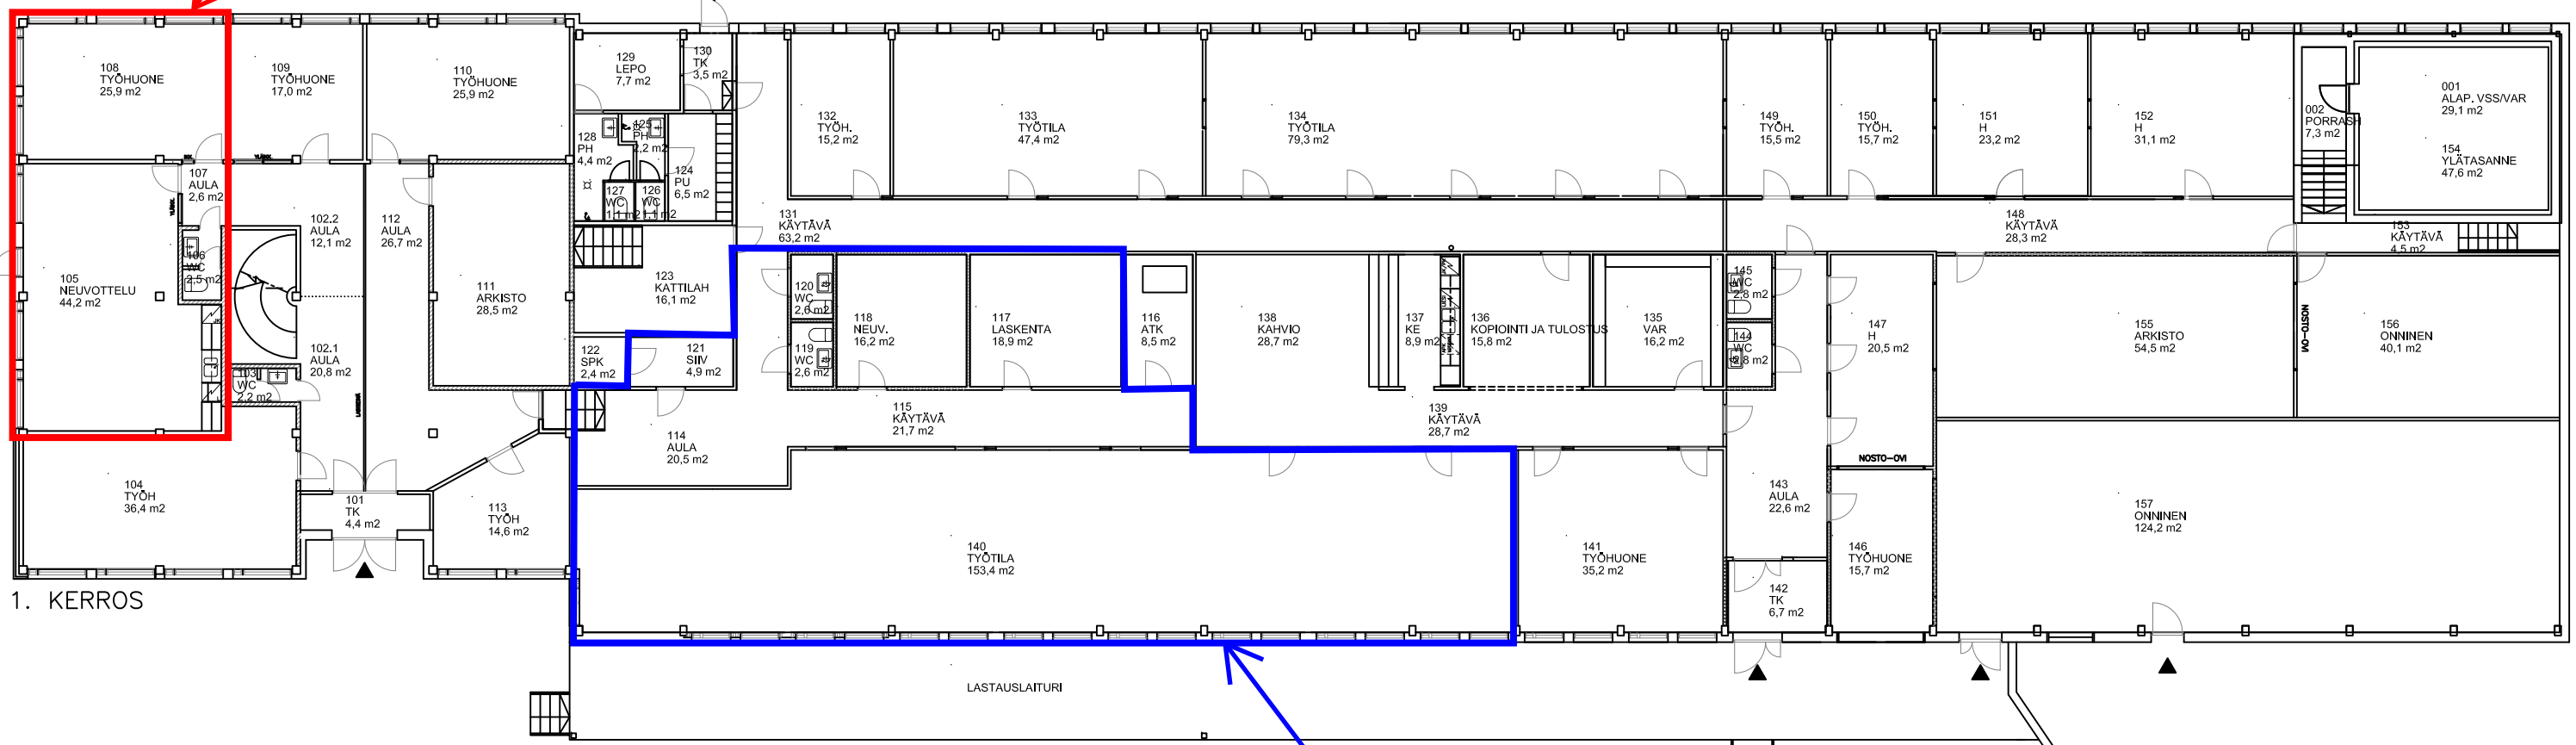 108
TYÖHUONE
25,9 m2
109
TYÖHUONE
17,0 m2
110
TYÖHUONE
25,9 m2
129
LEPO
7,7 m2
130
TK
3,5 m2
132
TYÖH.
15,2 m2
133
TYÖTILA
47,4 m2
134
TYÖTILA
79,3 m2
149
TYÖH.
15,5 m2
150
TYÖH.
15,7 m2
151
H
23,2 m2
152
H
31,1 m2
002
PORRASH
7,3 m2
001
ALAP. VSS/VAR
29,1 m2
154
YLÄTASANNE
47,6 m2
128
PH
4,4 m2
125
PH
2,2 m2
124
PU
6,5 m2
127
WC
1,1 m2
126
WC
1,1 m2
107
AULA
2,6 m2
106
WC
2,5 m2
105
NEUVOTTELU
44,2 m2
102.2
AULA
12,1 m2
112
AULA
26,7 m2
111
ARKISTO
28,5 m2
102.1
AULA
20,8 m2
103
WC
2,2 m2
131
KÄYTÄVÄ
63,2 m2
148
KÄYTÄVÄ
28,3 m2
153
KÄYTÄVÄ
4,5 m2
123
KATTILAH
16,1 m2
122
SPK
2,4 m2
121
SIIV
4,9 m2
120
WC
2,6 m2
119
WC
2,6 m2
118
NEUV.
16,2 m2
117
LASKENTA
18,9 m2
116
ATK
8,5 m2
138
KAHVIO
28,7 m2
137
KE
8,9 m2
136
KOPIOINTI JA TULOSTUS
15,8 m2
135
VAR
16,2 m2
145
WC
2,8 m2
144
WC
2,8 m2
147
H
20,5 m2
NOSTO-OVI
155
ARKISTO
54,5 m2
NOSTO-OVI
156
ONNINEN
40,1 m2
115
KÄYTÄVÄ
21,7 m2
139
KÄYTÄVÄ
28,7 m2
114
AULA
20,5 m2
104
TYÖH
36,4 m2
101
TK
4,4 m2
113
TYÖH
14,6 m2
140
TYÖTILA
153,4 m2
141
TYÖHUONE
35,2 m2
143
AULA
22,6 m2
142
TK
6,7 m2
146
TYÖHUONE
15,7 m2
157
ONNINEN
124,2 m2
1. KERROS
LASTAUSLAITURI